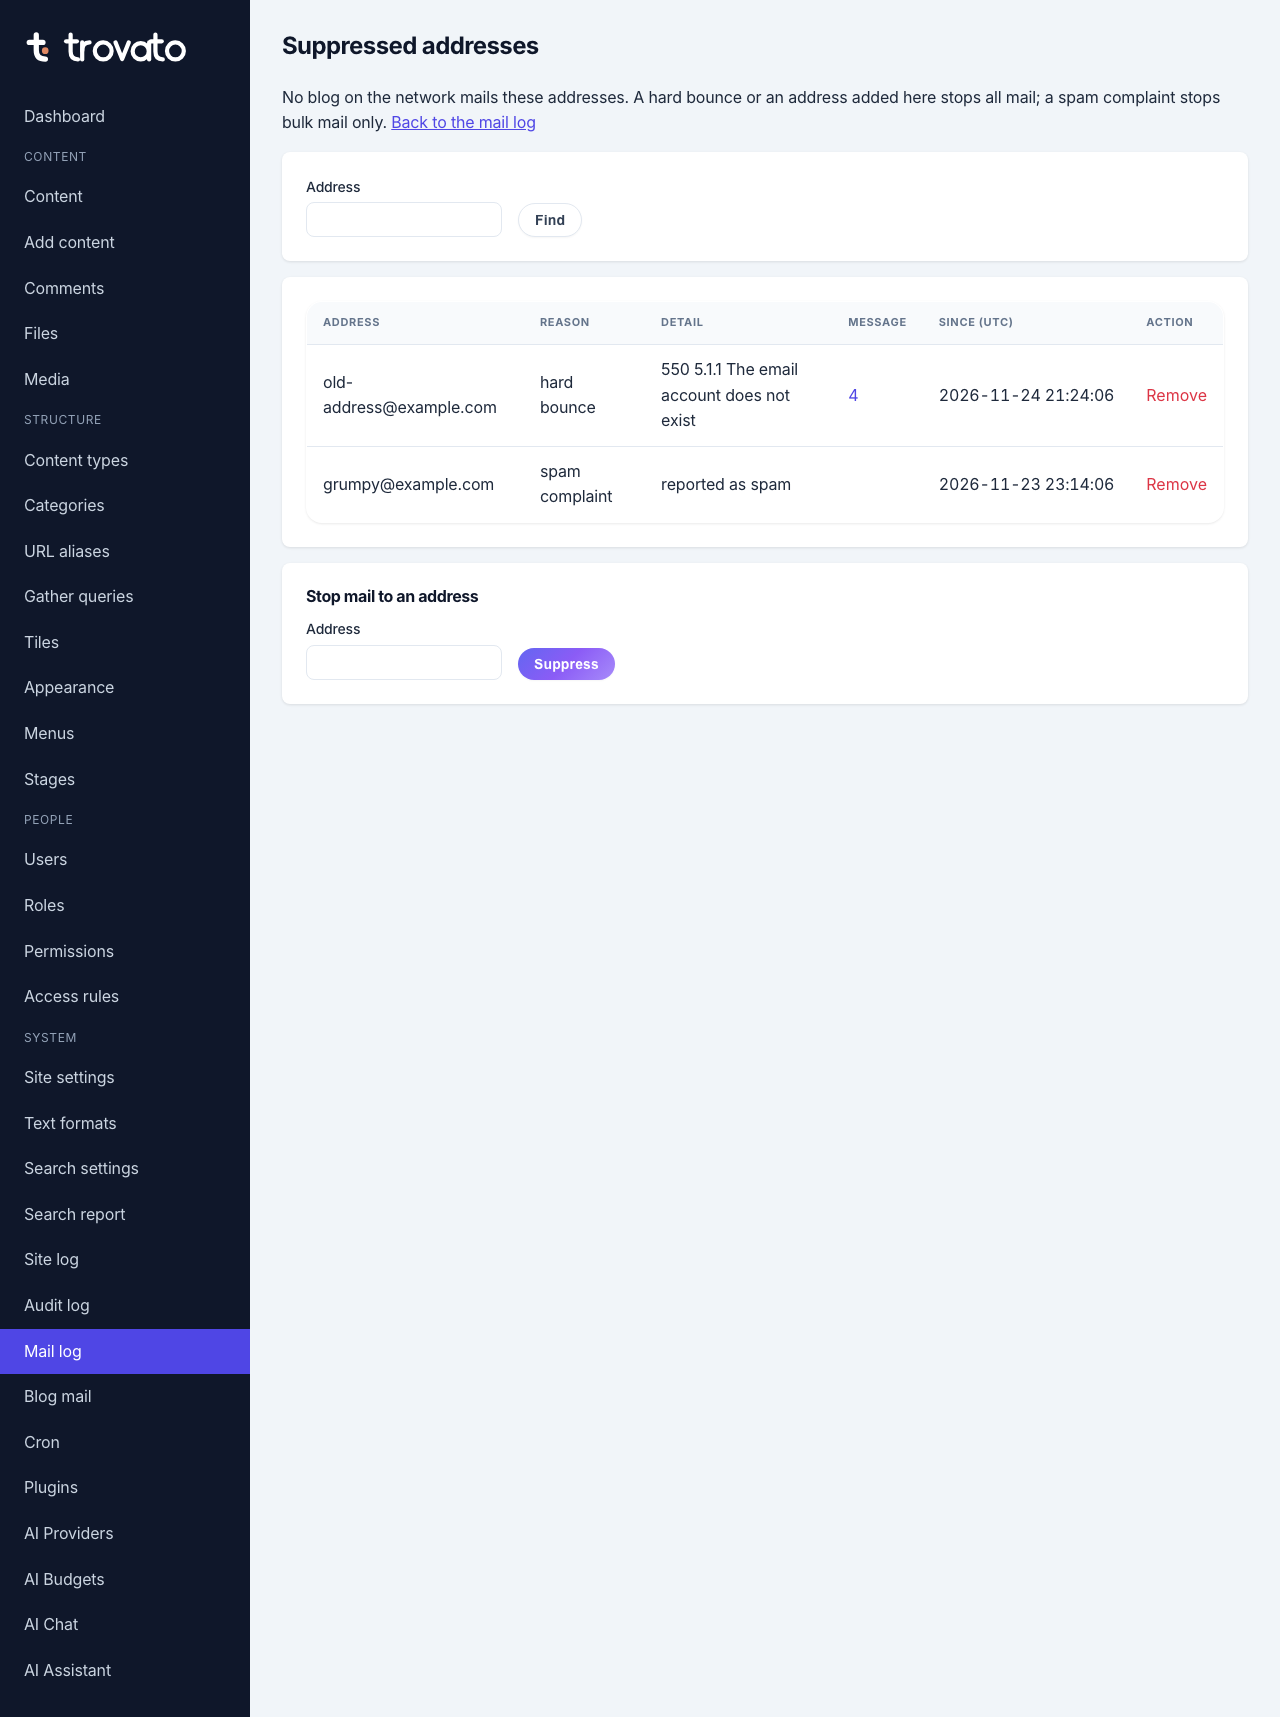 trovato
Dashboard
CONTENT
Content
Add content
Comments
Files
Media
STRUCTURE
Content types
Categories
URL aliases
Gather queries
Tiles
Appearance
Menus
Stages
PEOPLE
Users
Roles
Permissions
Access rules
SYSTEM
Site settings
Text formats
Search settings
Search report
Site log
Audit log
Mail log
Blog mail
Cron
Plugins
AI Providers
AI Budgets
AI Chat
AI Assistant
Suppressed addresses
No blog on the network mails these addresses. A hard bounce or an address added here stops all mail; a spam complaint stops
bulk mail only. Back to the mail log
Address
Find
ADDRESS REASON DETAIL MESSAGE SINCE (UTC) ACTION
old-
address@example.com
hard
bounce
550 5.1.1 The email
account does not
exist
4
2026-11-24 21:24:06
Remove
grumpy@example.com
spam
complaint
reported as spam
2026-11-23 23:14:06
Remove
Stop mail to an address
Address
Suppress